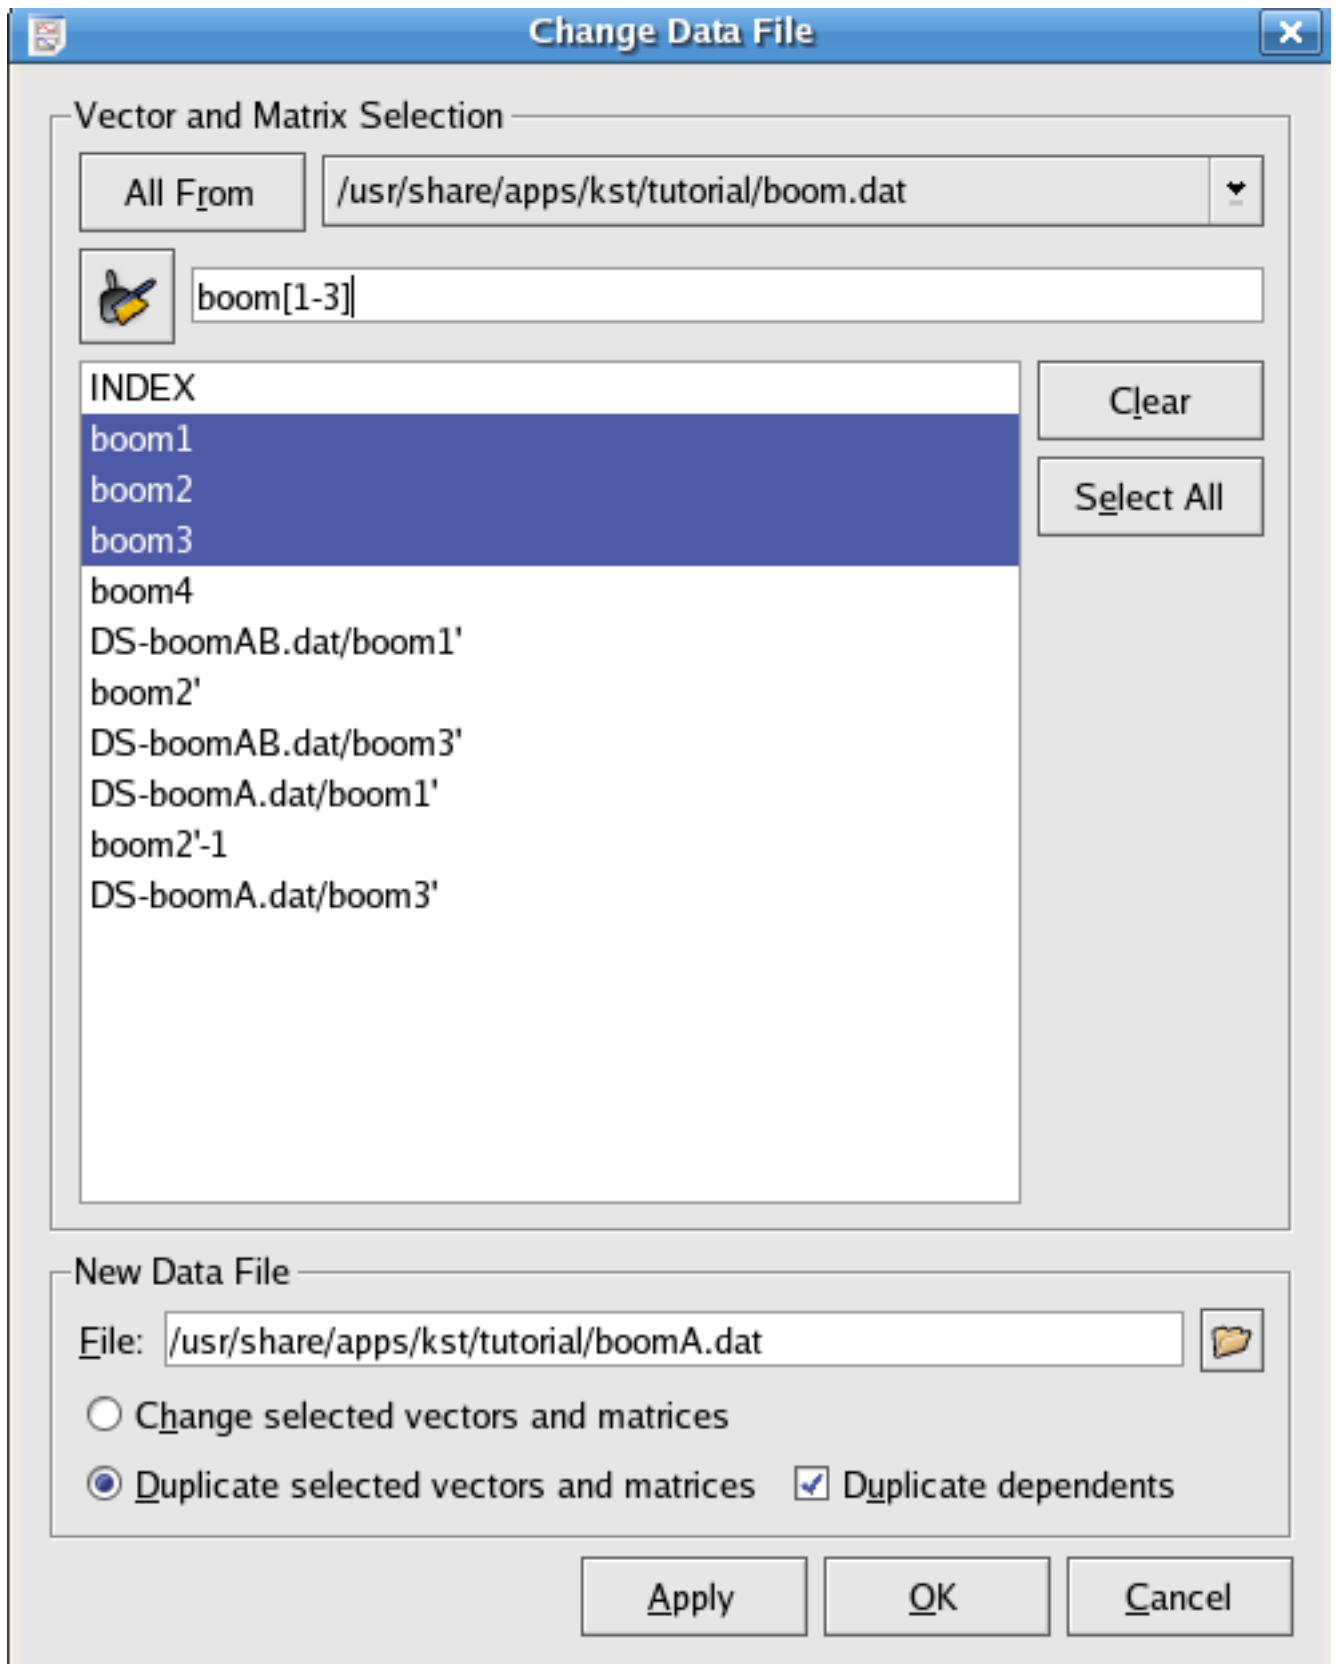 Change Data File
Vector and Matrix Selection
All From
/usr/share/apps/kst/tutorial/boom.dat
boom[1-3]
INDEX
boom1
boom2
boom3
boom4
DS-boomAB.dat/boom1'
boom2'
DS-boomAB.dat/boom3'
DS-boomA.dat/boom1'
boom2'-1
DS-boomA.dat/boom3'
Clear
Select All
New Data File
File: /usr/share/apps/kst/tutorial/boomA.dat
Change selected vectors and matrices
Duplicate selected vectors and matrices Duplicate dependents
Apply OK Cancel